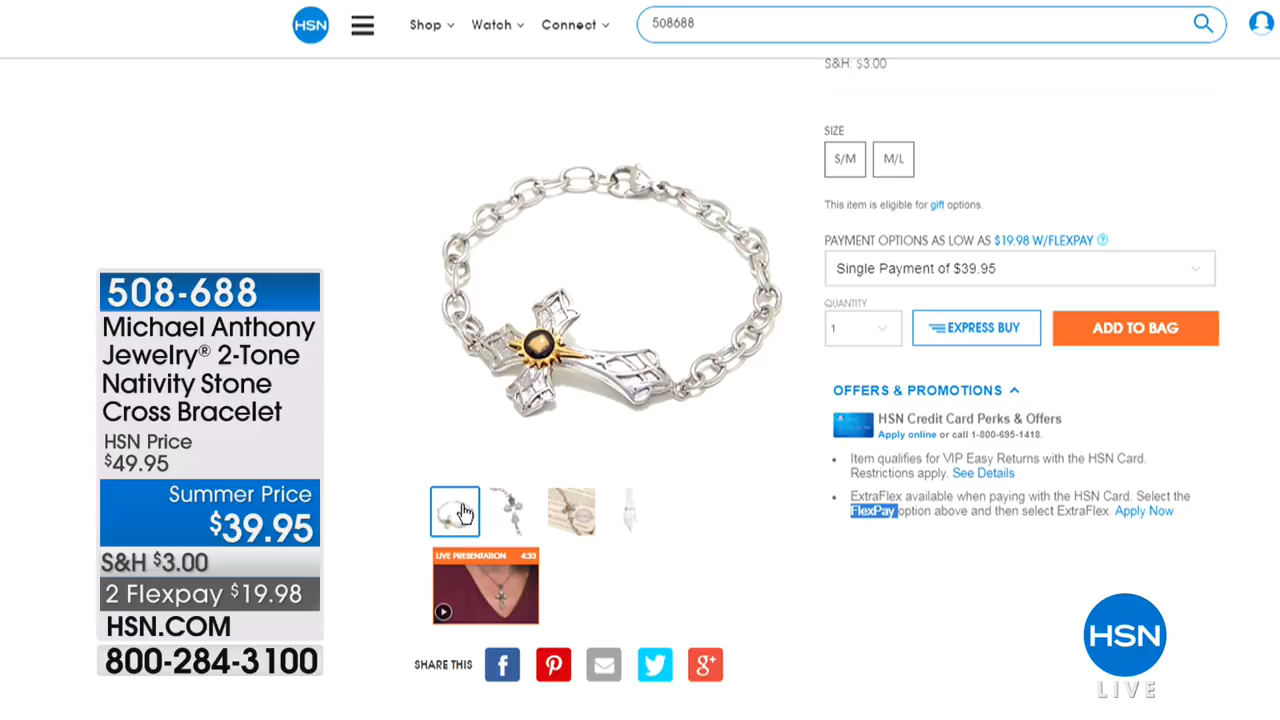 HSN
Shop
Watch
Connect
508688
S&H: $3.00
SIZE
S/M
M/L
This item is eligible for gift options.
PAYMENT OPTIONS AS LOW AS $19.98 W/FLEXPAY ?
Single Payment of $39.95
QUANTITY
1
EXPRESS BUY
ADD TO BAG
OFFERS & PROMOTIONS
HSN Credit Card Perks & Offers
Apply online or call 1-800-695-1418.
• Item qualifies for VIP Easy Returns with the HSN Card.
Restrictions apply. See Details
• ExtraFlex available when paying with the HSN Card. Select the
FlexPay option above and then select ExtraFlex. Apply Now
508-688
Michael Anthony
Jewelry® 2-Tone
Nativity Stone
Cross Bracelet
HSN Price
$49.95
Summer Price
$39.95
S&H $3.00
2 Flexpay $19.98
HSN.COM
800-284-3100
LIVE PRESENTATION 4:33
SHARE THIS
f
g+
HSN
LIVE